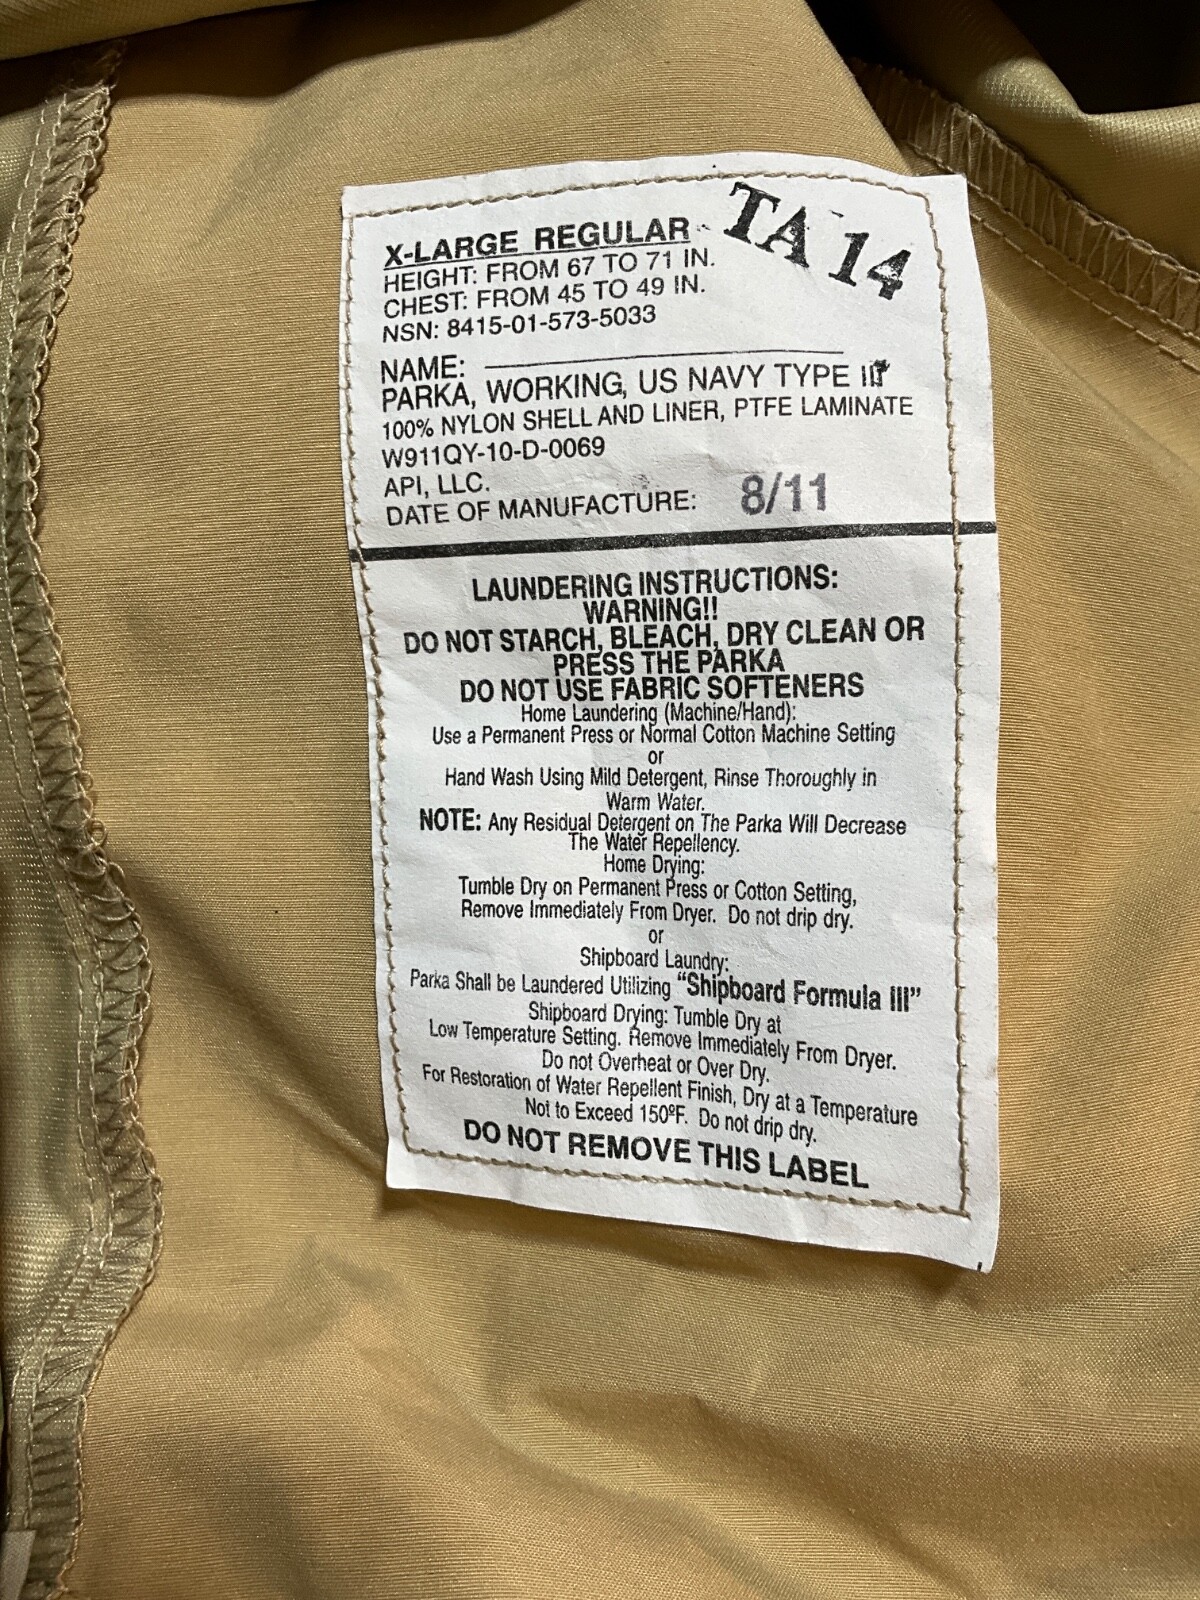 X-LARGE REGULAR
TA 14
HEIGHT: FROM 67 TO 71 IN.
CHEST: FROM 45 TO 49 IN.
NSN: 8415-01-573-5033
NAME:
PARKA, WORKING, US NAVY TYPE III
100% NYLON SHELL AND LINER, PTFE LAMINATE
W911QY-10-D-0069
API, LLC.
DATE OF MANUFACTURE: 8/11
LAUNDERING INSTRUCTIONS:
WARNING!!
DO NOT STARCH, BLEACH, DRY CLEAN OR
PRESS THE PARKA
DO NOT USE FABRIC SOFTENERS
Home Laundering (Machine/Hand):
Use a Permanent Press or Normal Cotton Machine Setting
or
Hand Wash Using Mild Detergent, Rinse Thoroughly in
Warm Water.
NOTE: Any Residual Detergent on The Parka Will Decrease
The Water Repellency.
Home Drying:
Tumble Dry on Permanent Press or Cotton Setting,
Remove Immediately From Dryer. Do not drip dry.
or
Shipboard Laundry:
Parka Shall be Laundered Utilizing "Shipboard Formula III"
Shipboard Drying: Tumble Dry at
Low Temperature Setting. Remove Immediately From Dryer.
Do not Overheat or Over Dry.
For Restoration of Water Repellent Finish, Dry at a Temperature
Not to Exceed 150ºF. Do not drip dry.
DO NOT REMOVE THIS LABEL